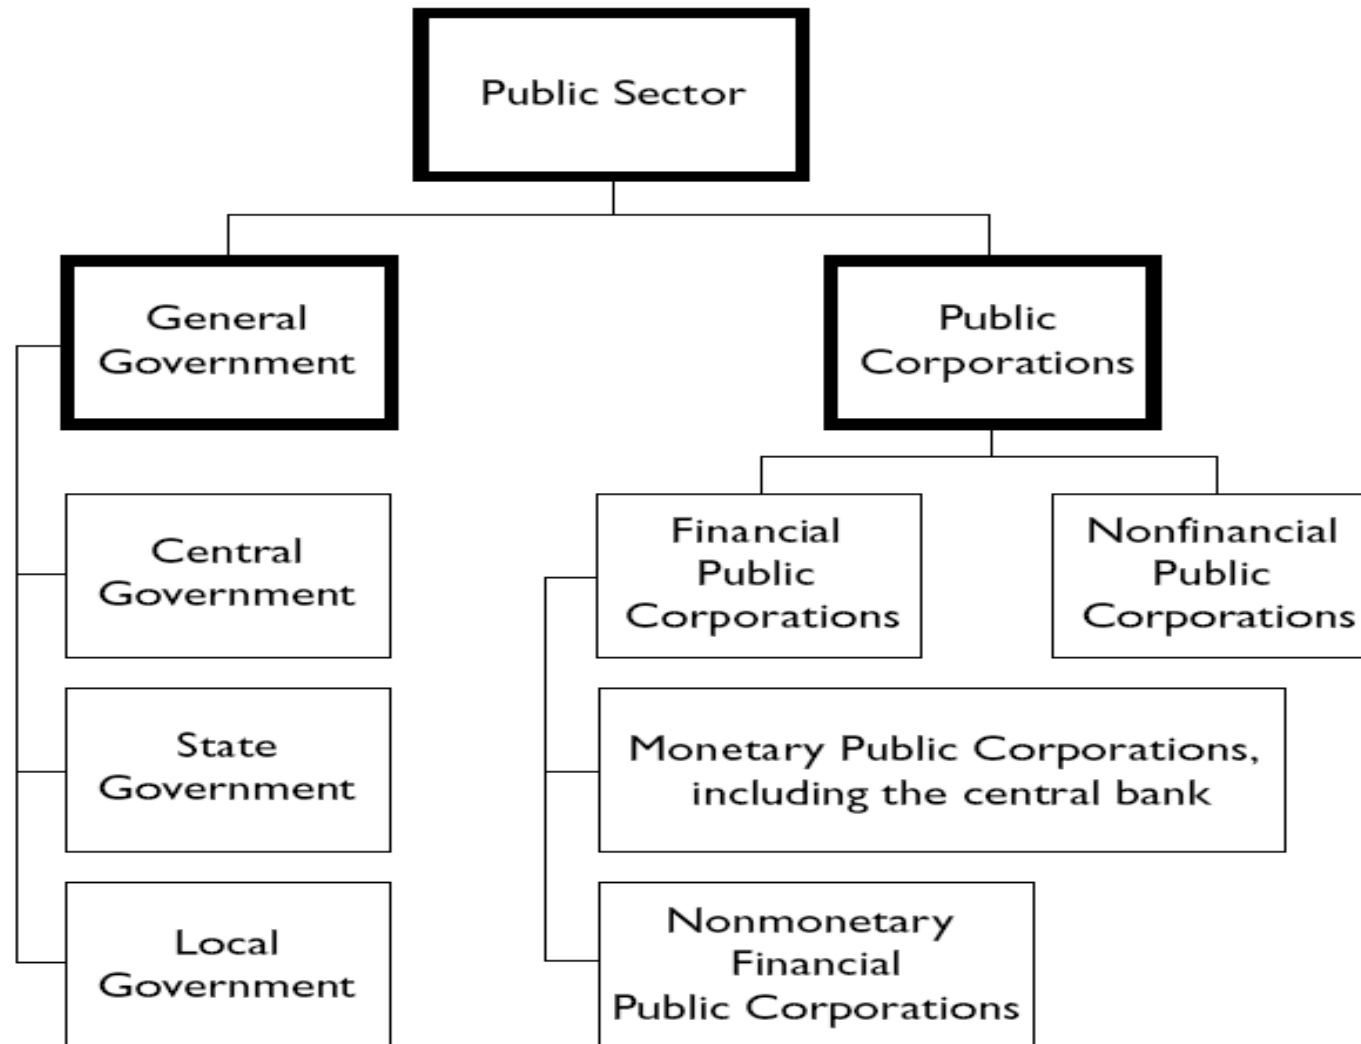 Public Sector
General
Government
Public
Corporations
Central
Government
Financial
Public
Corporations
Nonfinancial
Public
Corporations
State
Government
Monetary Public Corporations,
including the central bank
Local
Government
Nonmonetary
Financial
Public Corporations